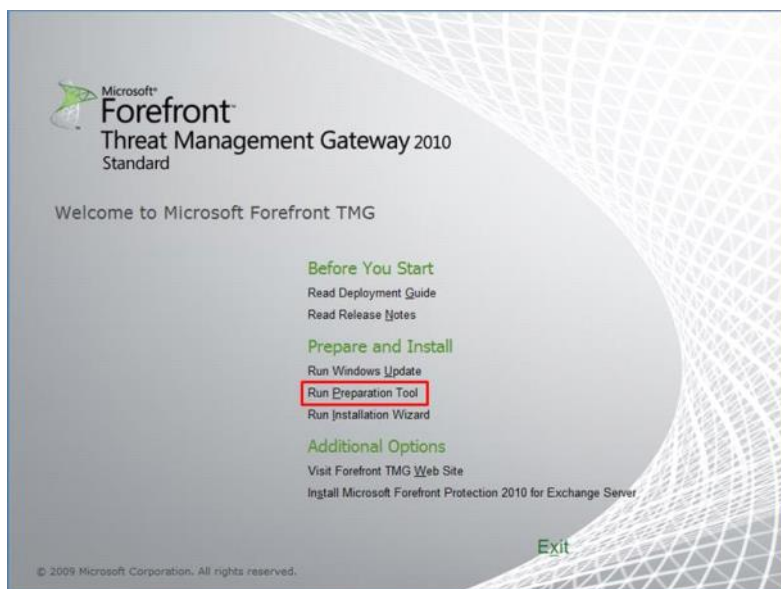 Microsoft®
Forefront™
Threat Management Gateway 2010
Standard
Welcome to Microsoft Forefront TMG
Before You Start
Read Deployment Guide
Read Release Notes
Prepare and Install
Run Windows Update
Run Preparation Tool
Run Installation Wizard
Additional Options
Visit Forefront TMG Web Site
Install Microsoft Forefront Protection 2010 for Exchange Server
Exit
© 2009 Microsoft Corporation. All rights reserved.